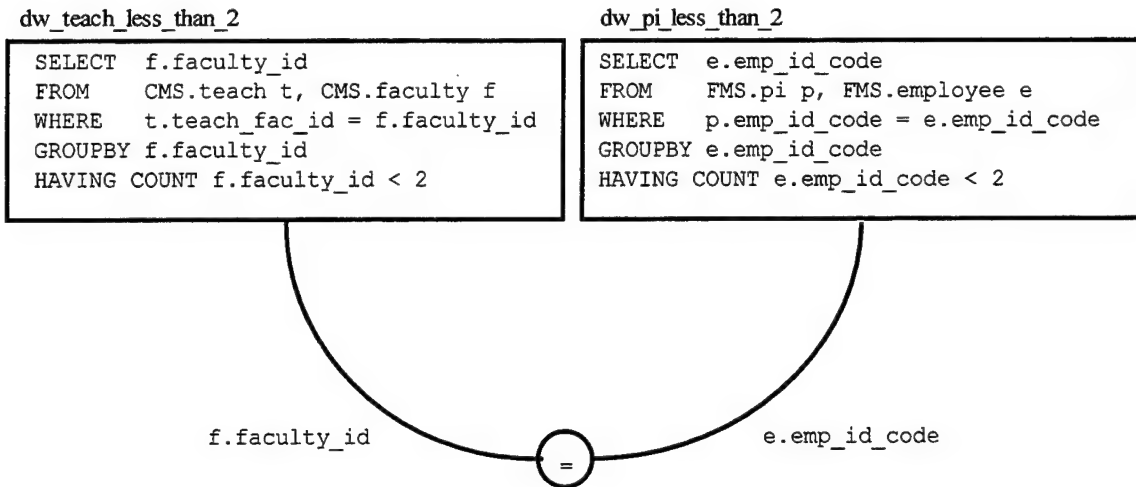 dw_teach_less_than_2
SELECT f.faculty_id
FROM CMS.teach t, CMS.faculty f
WHERE t.teach_fac_id = f.faculty_id
GROUPBY f.faculty_id
HAVING COUNT f.faculty_id < 2
dw_pi_less_than_2
SELECT e.emp_id_code
FROM FMS.pi p, FMS.employee e
WHERE p.emp_id_code = e.emp_id_code
GROUPBY e.emp_id_code
HAVING COUNT e.emp_id_code < 2
f.faculty_id
=
e.emp_id_code